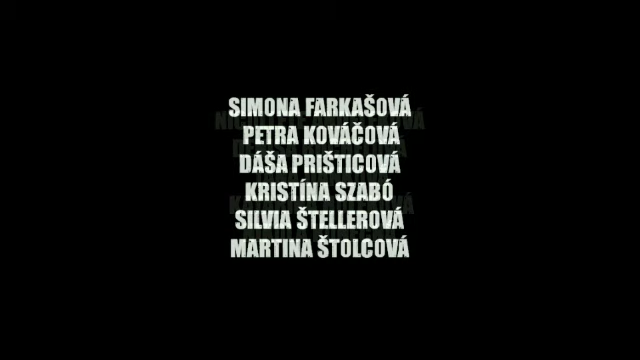 SIMONA FARKAŠOVÁ
PETRA KOVÁČOVÁ
DÁŠA PRIŠTICOVÁ
KRISTÍNA SZABÓ
SILVIA ŠTELLEROVÁ
MARTINA ŠTOLCOVÁ